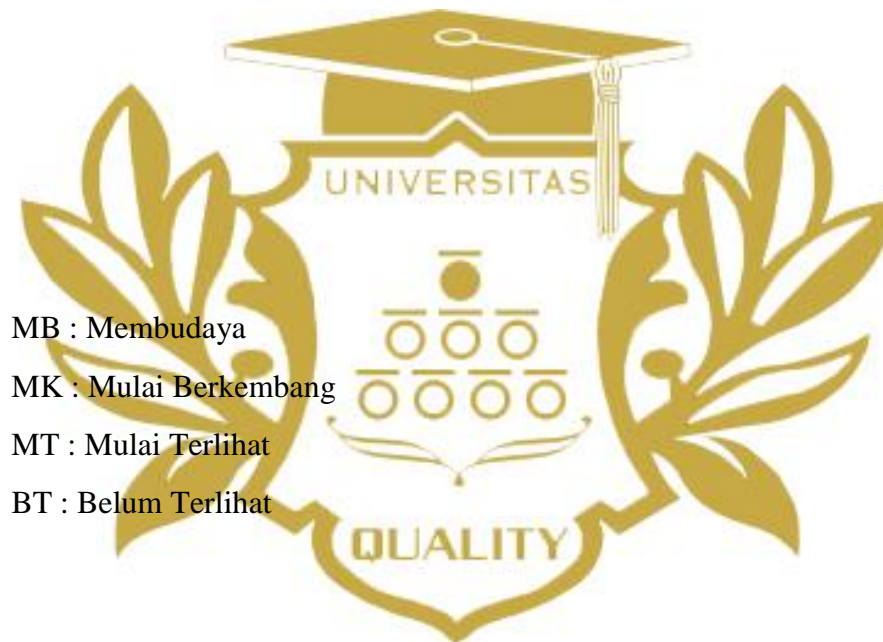 UNIVERSITAS
MB : Membudaya
MK : Mulai Berkembang
MT : Mulai Terlihat
BT : Belum Terlihat
QUALITY